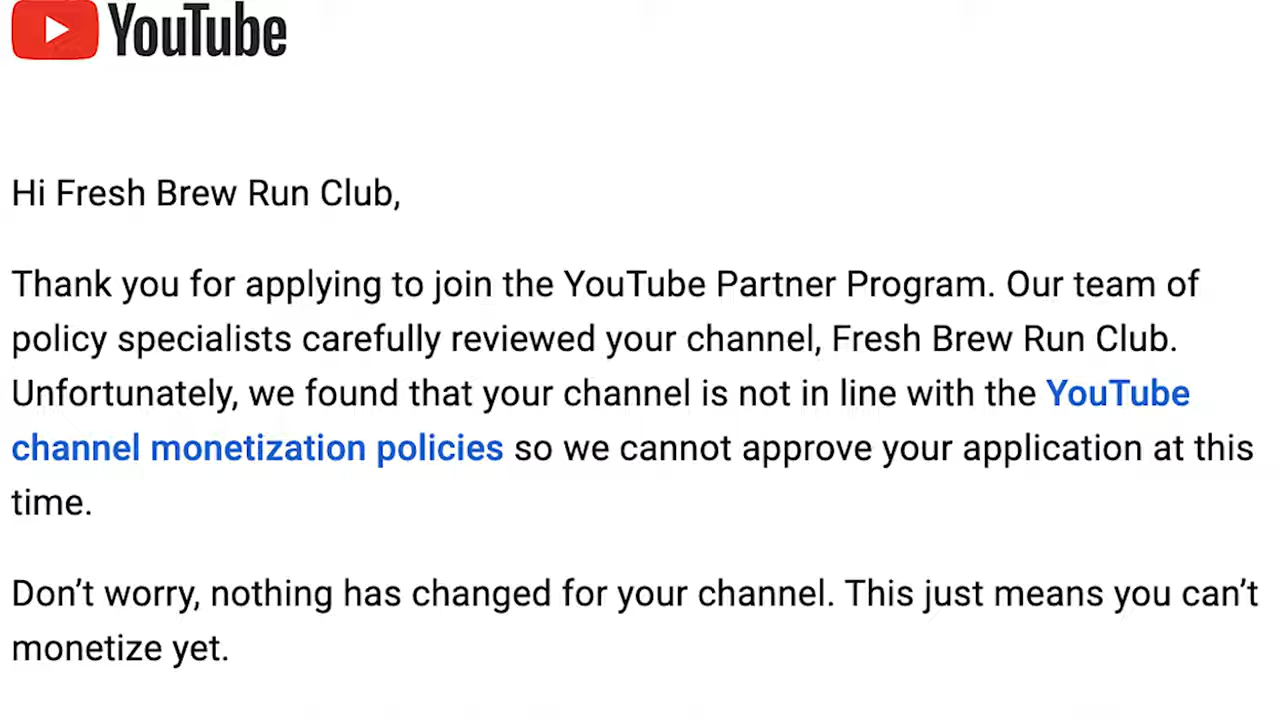 YouTube
Hi Fresh Brew Run Club,
Thank you for applying to join the YouTube Partner Program. Our team of
policy specialists carefully reviewed your channel, Fresh Brew Run Club.
Unfortunately, we found that your channel is not in line with the YouTube
channel monetization policies so we cannot approve your application at this
time.
Don’t worry, nothing has changed for your channel. This just means you can’t
monetize yet.